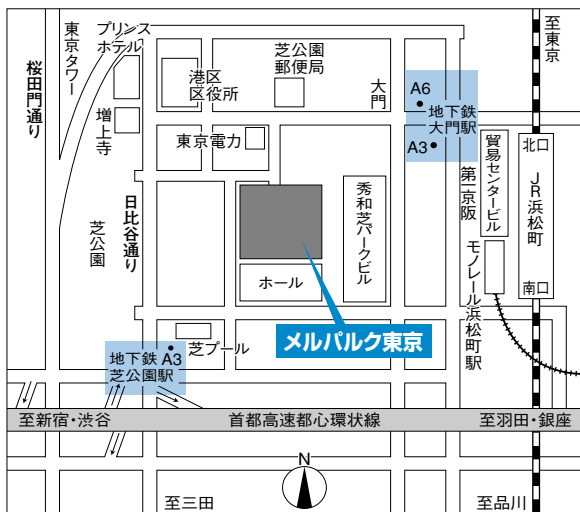 東京タワー
プリンス
ホテル
港区
区役所
芝公園
郵便局
大門
A6
地下鉄
大門駅
A3
至東京
桜田門通り
増上寺
東京電力
第一京阪
貿易センタービル
北口
JR浜松町
南口
芝公園
日比谷通り
秀和芝パークビル
モノレール浜松町駅
ホール
メルパルク東京
芝プール
地下鉄 A3
芝公園駅
至新宿・渋谷
首都高速都心環状線
至羽田・銀座
N
至三田
至品川